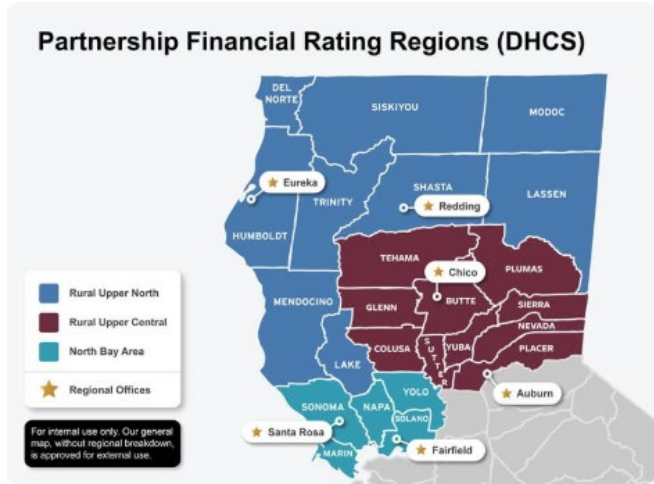 Partnership Financial Rating Regions (DHCS)
DEL
NORTE
SISKIYOU
MODOC
Eureka
SHASTA
Redding
LASSEN
TRINITY
HUMBOLDT
TEHAMA
PLUMAS
Chico
MENDOCINO
GLENN
BUTTE
SIERRA
NEVADA
COLUSA
SUTTER
YUBA
PLACER
LAKE
Auburn
YOLO
SONOMA
NAPA
SOLANO
Santa Rosa
Fairfield
MARIN
Rural Upper North
Rural Upper Central
North Bay Area
Regional Offices
For internal use only. Our general
map, without regional breakdown,
is approved for external use.